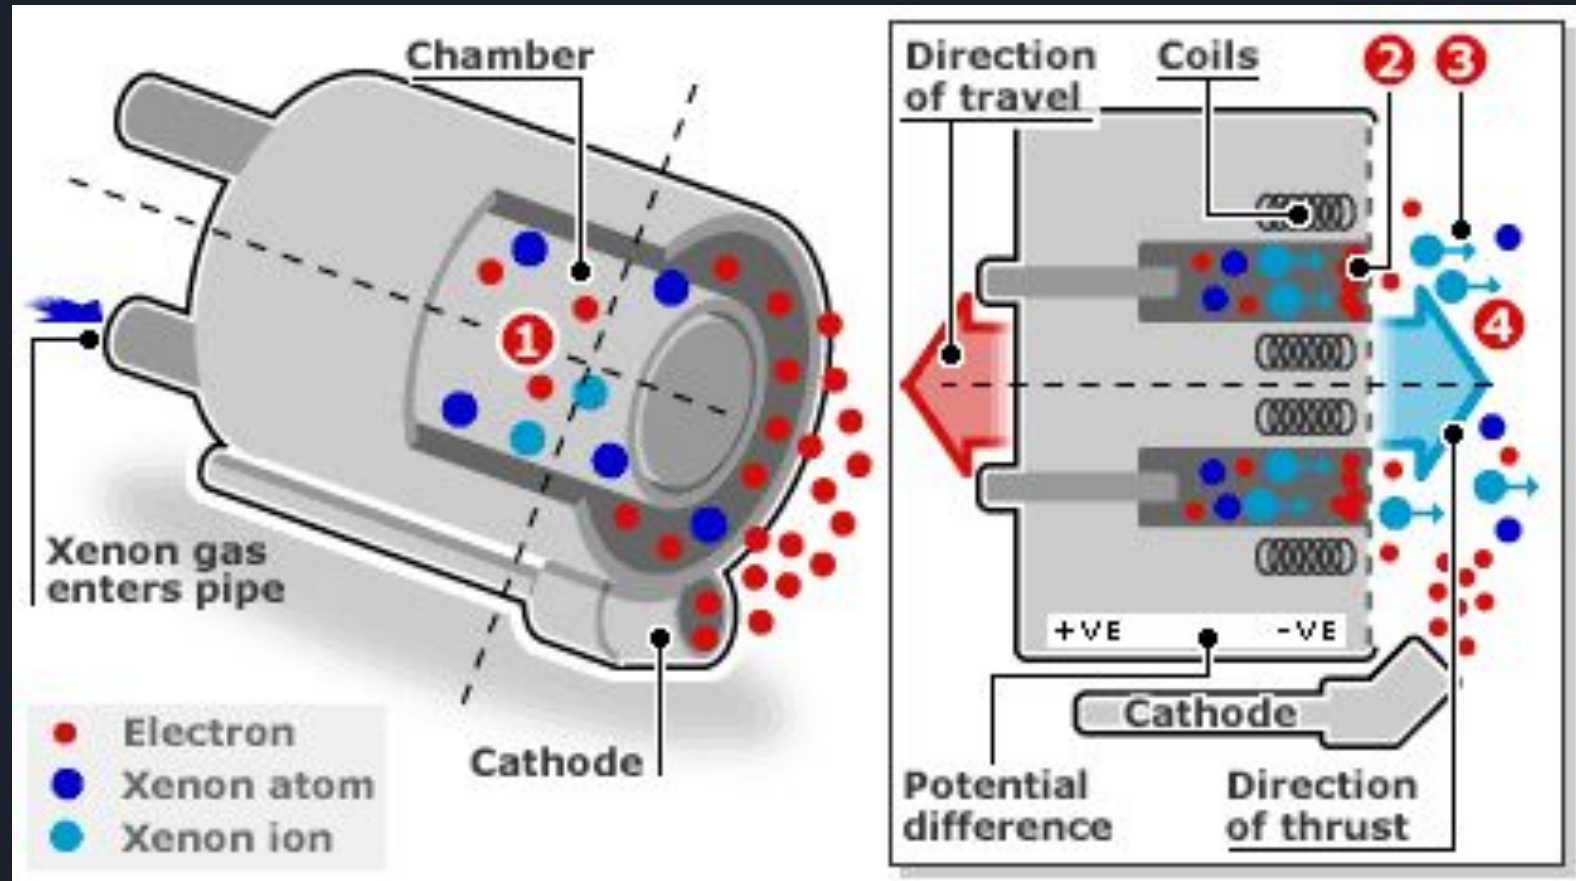 Chamber
1
Xenon gas
enters pipe
Cathode
Electron
Xenon atom
Xenon ion
Direction
of travel
Coils
2
3
4
+VE
-VE
Cathode
Potential
difference
Direction
of thrust